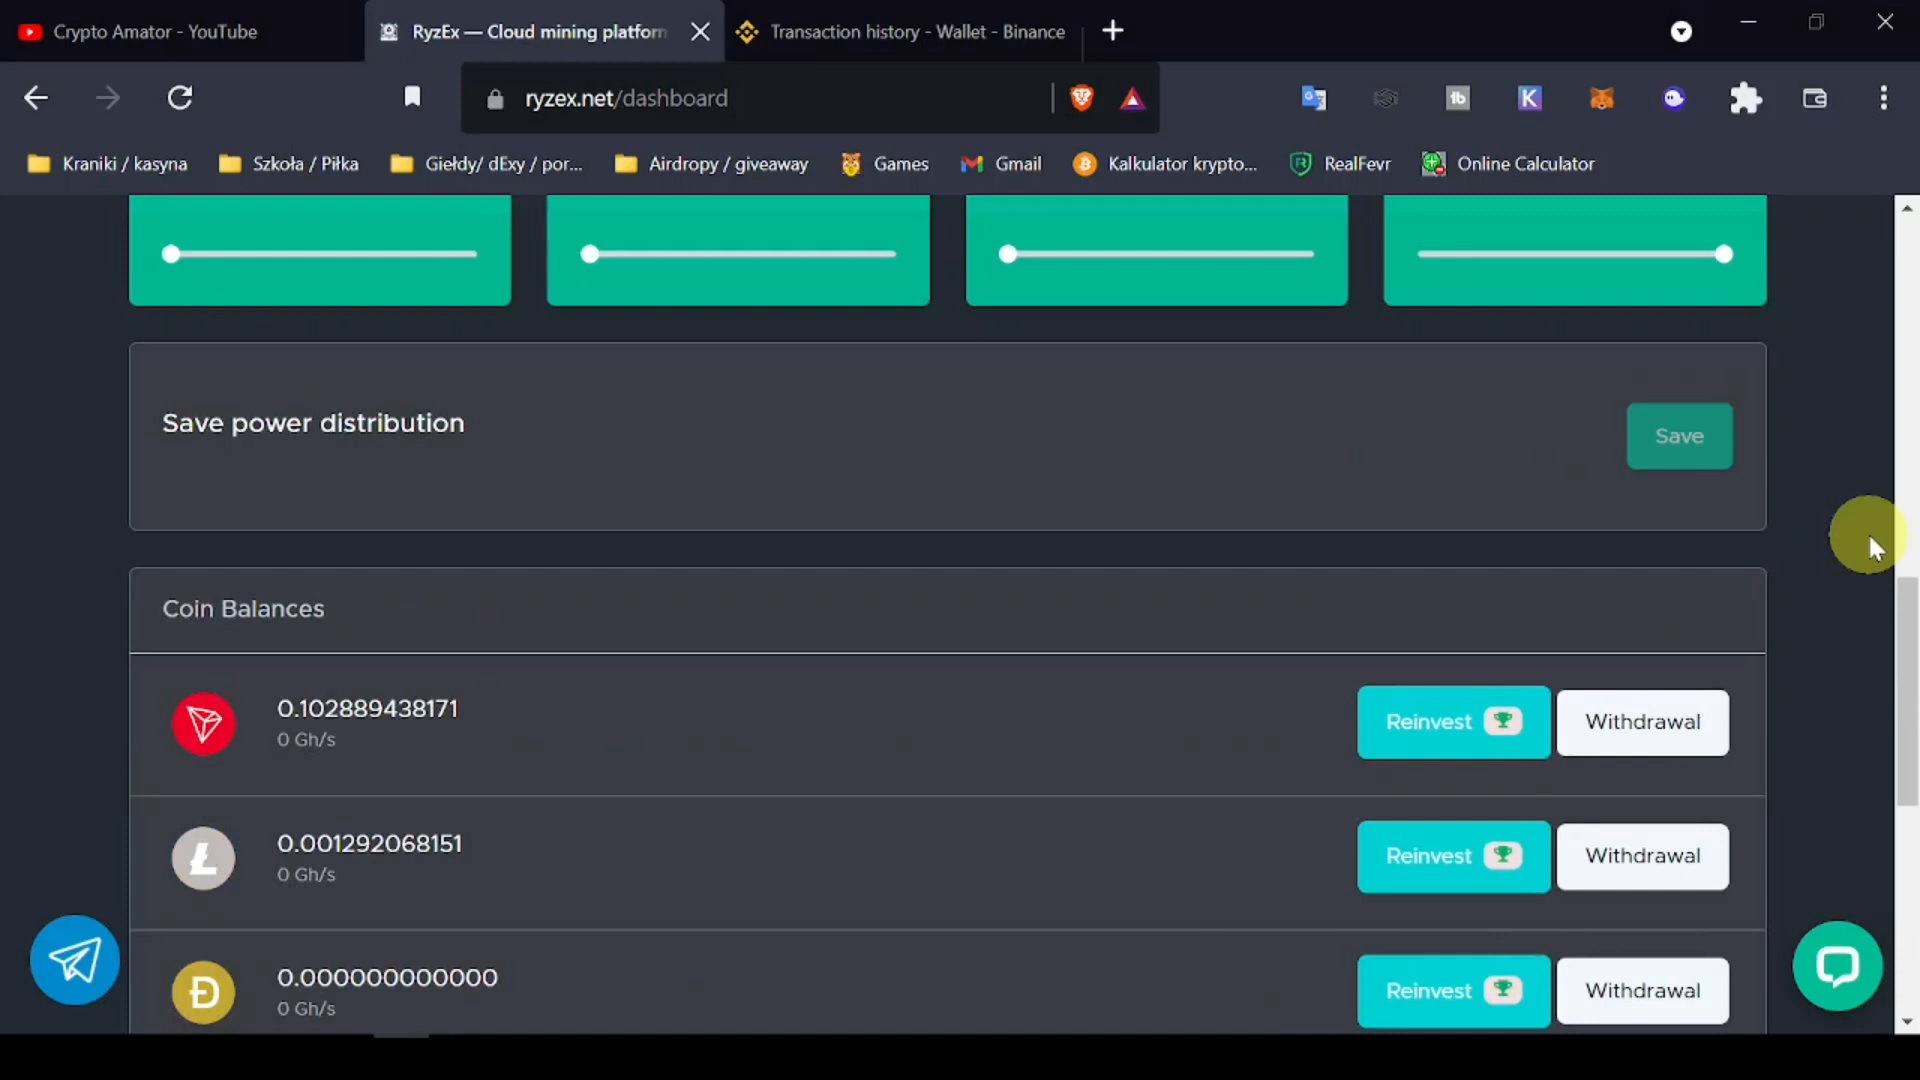 Crypto Amator - YouTube
RyzEx — Cloud mining platform
Transaction history - Wallet - Binance
ryzex.net/dashboard
Kraniki / kasyna
Szkoła / Piłka
Giełdy/ dExy / por...
Airdropy / giveaway
Games
Gmail
Kalkulator krypto...
RealFevr
Online Calculator
Save power distribution
Save
Coin Balances
0.102889438171
0 Gh/s
Reinvest
Withdrawal
0.001292068151
0 Gh/s
Reinvest
Withdrawal
0.000000000000
0 Gh/s
Reinvest
Withdrawal